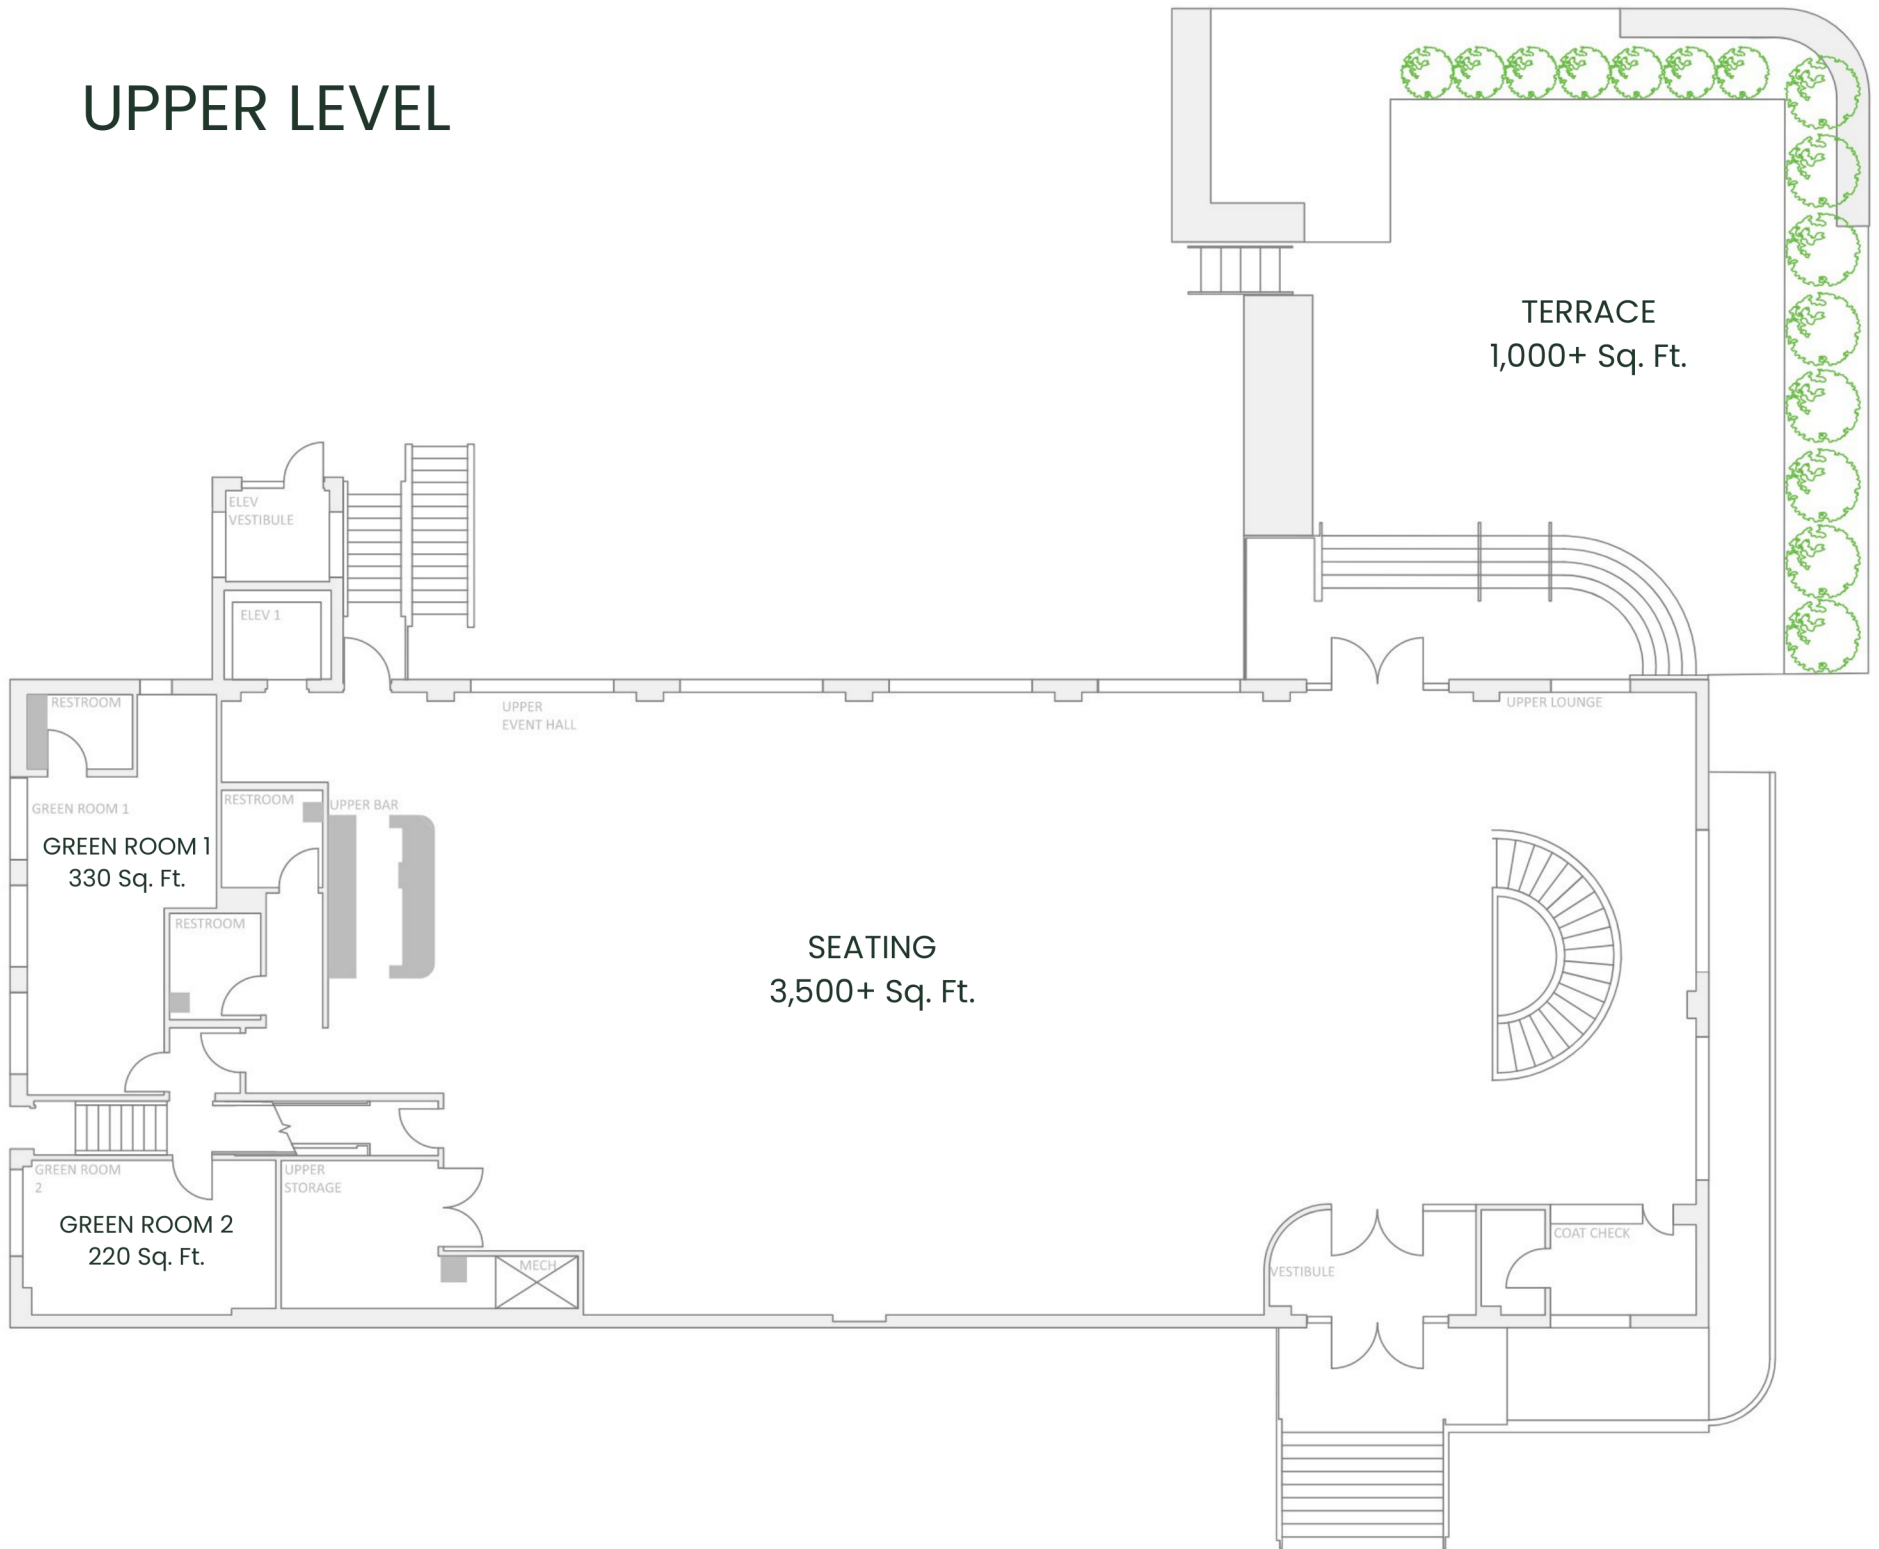 UPPER LEVEL
TERRACE
1,000+ Sq. Ft.
ELEV
VESTIBULE
ELEV 1
RESTROOM
UPPER
EVENT HALL
UPPER LOUNGE
GREEN ROOM 1
GREEN ROOM 1
330 Sq. Ft.
RESTROOM
UPPER BAR
RESTROOM
SEATING
3,500+ Sq. Ft.
GREEN ROOM
2
GREEN ROOM 2
220 Sq. Ft.
UPPER
STORAGE
MECH
VESTIBULE
COAT CHECK